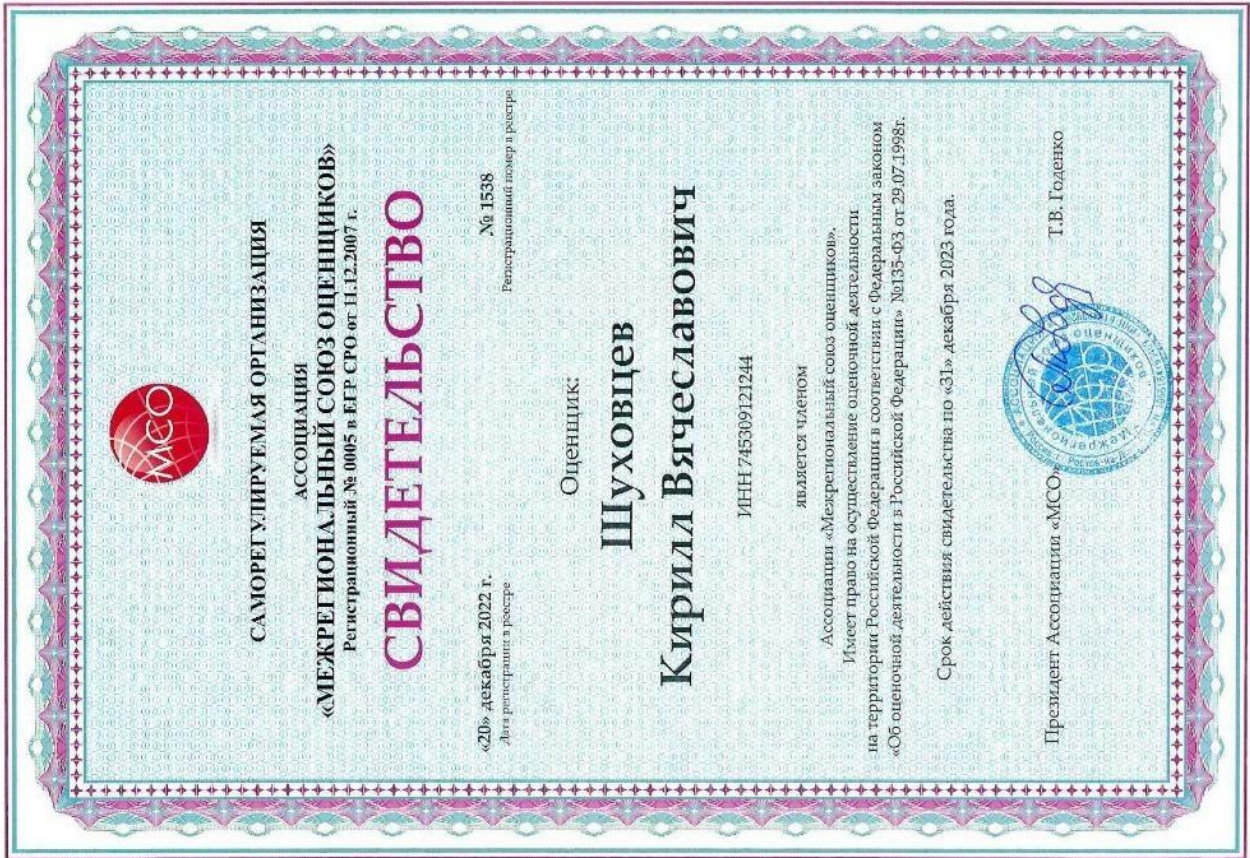 МСО
САМОРЕГУЛИРУЕМАЯ ОРГАНИЗАЦИЯ
АССОЦИАЦИЯ
«МЕЖРЕГИОНАЛЬНЫЙ СОЮЗ ОЦЕНЩИКОВ»
Регистрационный № 0005 в ЕГР СРО от 11.12.2007 г.
СВИДЕТЕЛЬСТВО
«20» декабря 2022 г. № 1538
Дата регистрации в реестре Регистрационный номер в реестре
Оценщик:
Шуховцев
Кирилл Вячеславович
ИНН 745309121244
является членом
Ассоциации «Межрегиональный союз оценщиков».
Имеет право на осуществление оценочной деятельности
на территории Российской Федерации в соответствии с Федеральным законом
«Об оценочной деятельности в Российской Федерации» №135-ФЗ от 29.07.1998г.
Срок действия свидетельства по «31» декабря 2023 года.
Президент Ассоциации «МСО» Т.В. Годенко